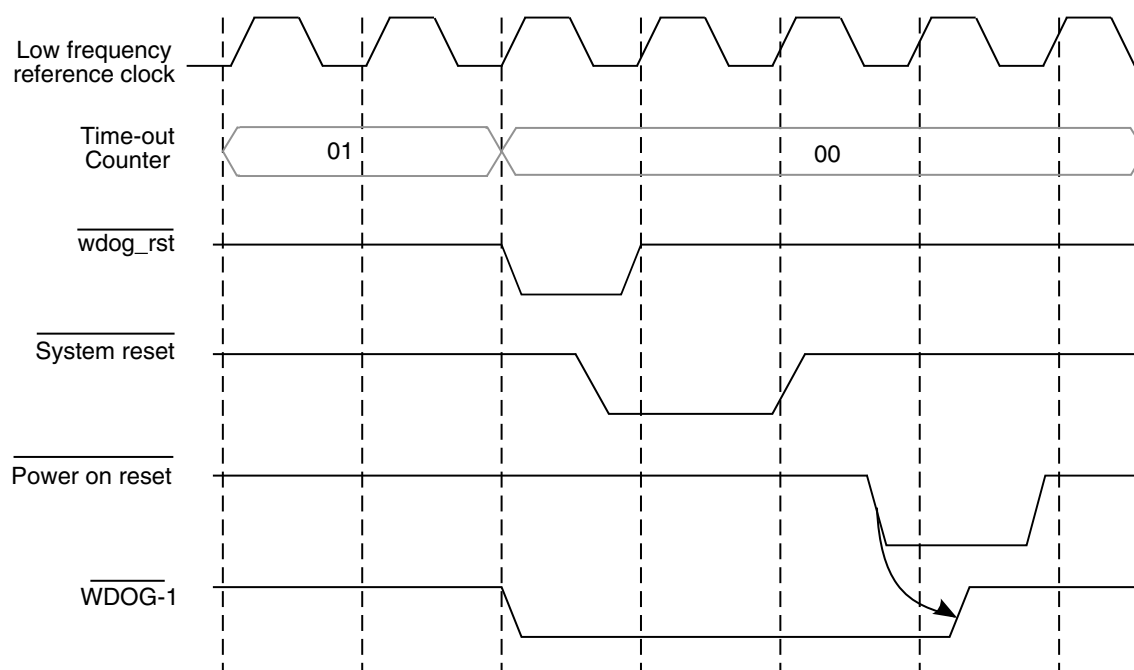 Low frequency
reference clock
Time-out
Counter
01
00
wdog_rst
System reset
Power on reset
WDOG-1